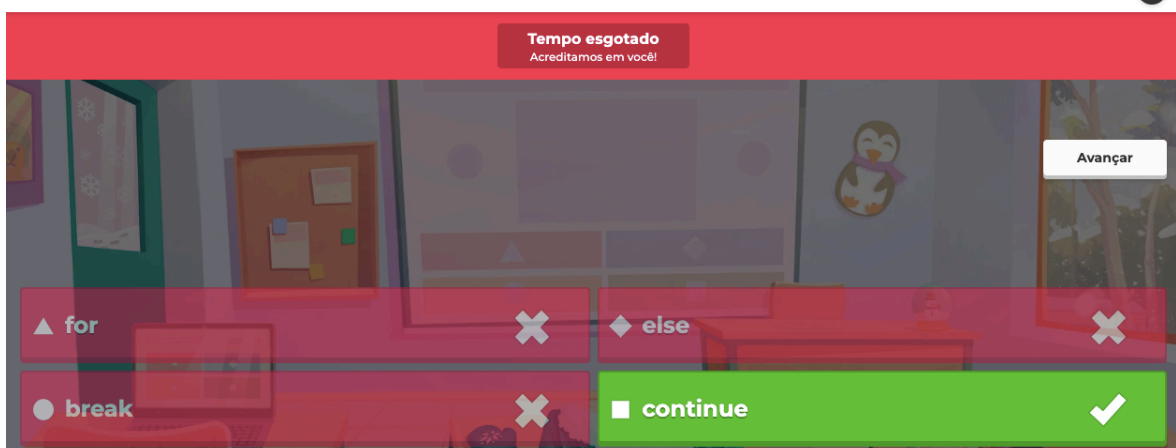 Tempo esgotado
Acreditamos em você!
Avançar
for
else
break
continue